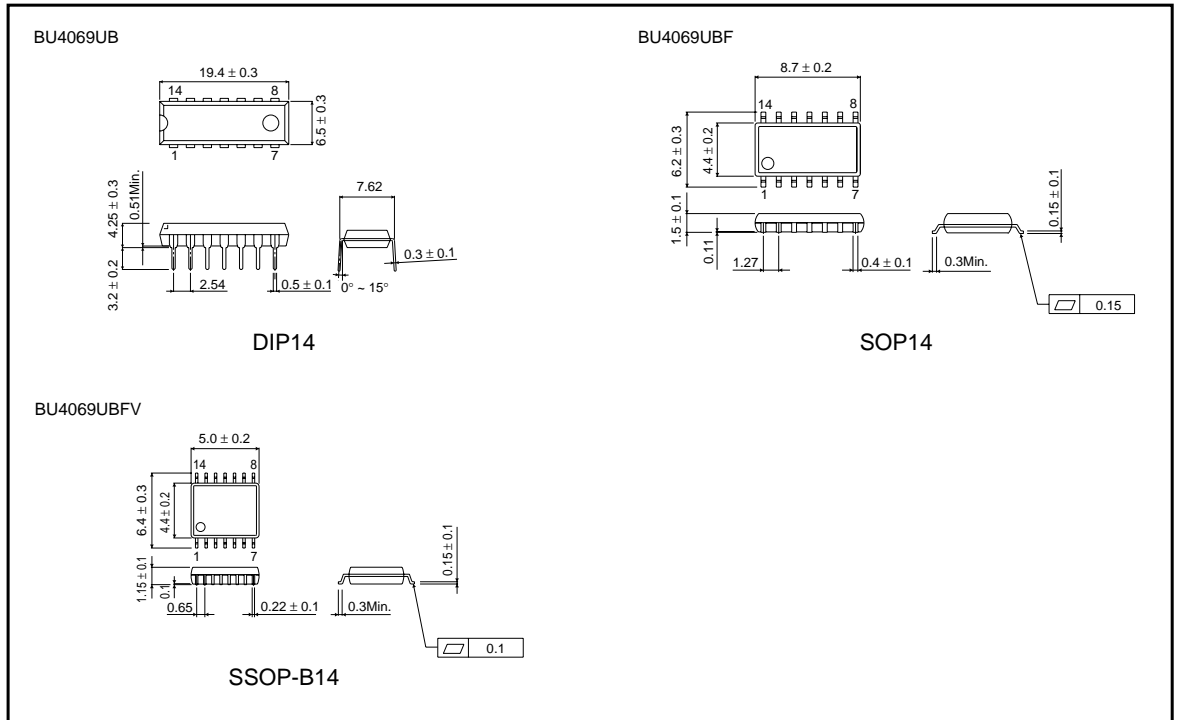 BU4069UB
19.4 ± 0.3
14 8
6.5 ± 0.3
1 7
4.25 ± 0.3
0.51Min.
3.2 ± 0.2
2.54
0.5 ± 0.1
7.62
0.3 ± 0.1
0° ~ 15°
DIP14
BU4069UBF
8.7 ± 0.2
14 8
6.2 ± 0.3
4.4 ± 0.2
1 7
1.5 ± 0.1
0.11
1.27
0.4 ± 0.1
0.15 ± 0.1
0.3Min.
0.15
SOP14
BU4069UBFV
5.0 ± 0.2
14 8
6.4 ± 0.3
4.4 ± 0.2
1 7
1.15 ± 0.1
0.1
0.65
0.22 ± 0.1
0.15 ± 0.1
0.3Min.
0.1
SSOP-B14